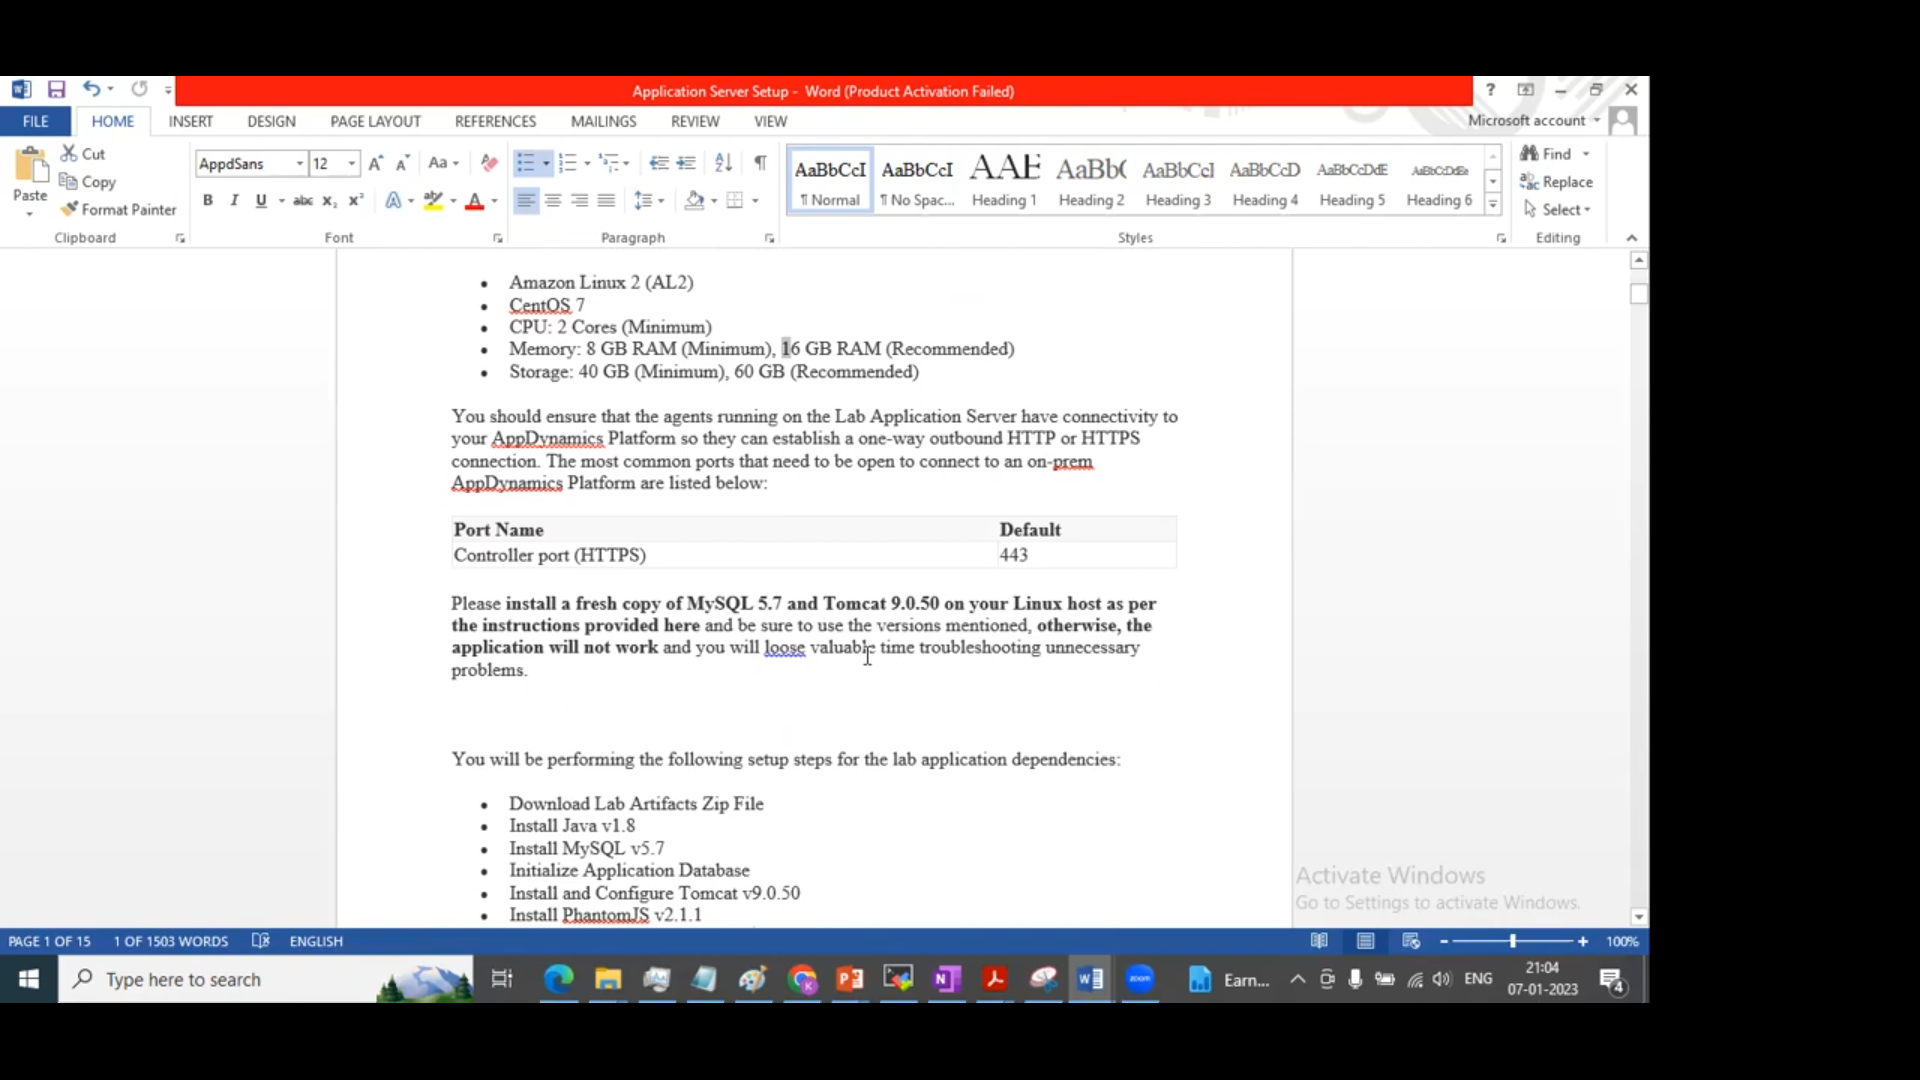 Application Server Setup - Word (Product Activation Failed)
?
FILE HOME INSERT DESIGN PAGE LAYOUT REFERENCES MAILINGS REVIEW VIEW
Microsoft account
Paste
Cut
Copy
Format Painter
Clipboard
AppdSans 12
Aa
B I U abc x₂ x² A A
Font
Paragraph
AaBbCcI AaBbCcI AAE AaBb( AaBbCcI AaBbCcD AaBbCcDdE AaBbCcDdEe
¶ Normal ¶ No Spac... Heading 1 Heading 2 Heading 3 Heading 4 Heading 5 Heading 6
Styles
Find
Replace
Select
Editing
• Amazon Linux 2 (AL2)
• CentOS 7
• CPU: 2 Cores (Minimum)
• Memory: 8 GB RAM (Minimum), 16 GB RAM (Recommended)
• Storage: 40 GB (Minimum), 60 GB (Recommended)
You should ensure that the agents running on the Lab Application Server have connectivity to
your AppDynamics Platform so they can establish a one-way outbound HTTP or HTTPS
connection. The most common ports that need to be open to connect to an on-prem
AppDynamics Platform are listed below:
Port Name Default
Controller port (HTTPS) 443
Please install a fresh copy of MySQL 5.7 and Tomcat 9.0.50 on your Linux host as per
the instructions provided here and be sure to use the versions mentioned, otherwise, the
application will not work and you will loose valuable time troubleshooting unnecessary
problems.
You will be performing the following setup steps for the lab application dependencies:
• Download Lab Artifacts Zip File
• Install Java v1.8
• Install MySQL v5.7
• Initialize Application Database
• Install and Configure Tomcat v9.0.50
• Install PhantomJS v2.1.1
Activate Windows
Go to Settings to activate Windows.
PAGE 1 OF 15 1 OF 1503 WORDS ENGLISH 100%
Type here to search
zoom
Earn...
ENG
21:04
07-01-2023
4